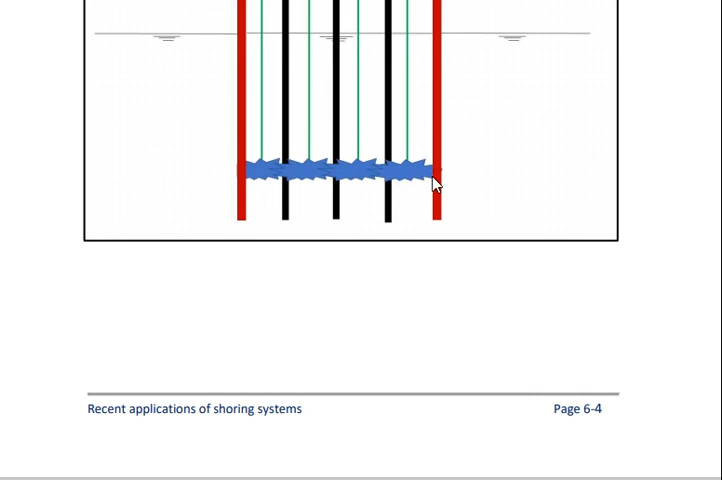 Recent applications of shoring systems
Page 6-4